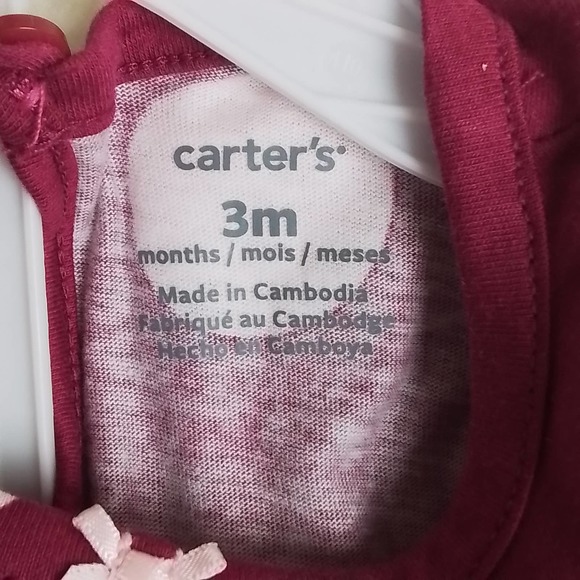 carter's
3m
months / mois / meses
Made in Cambodia
Fabriqué au Cambodge
Hecho en Camboya